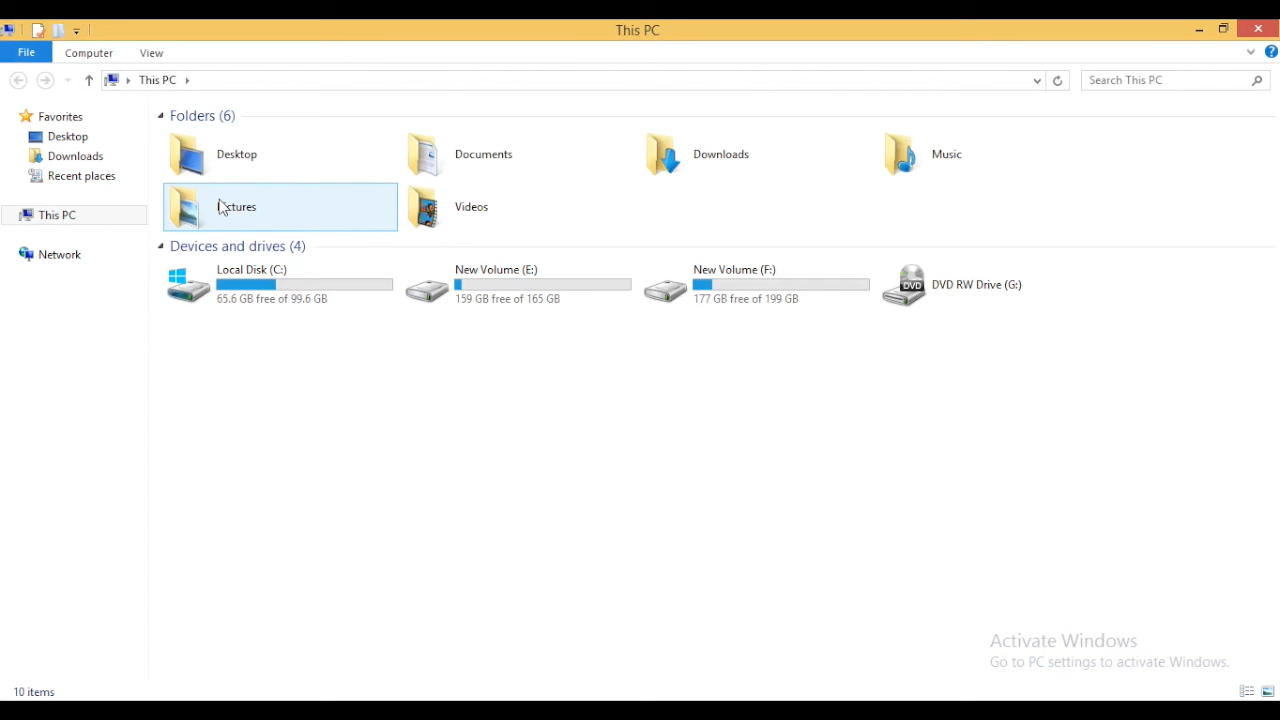 This PC
File Computer View
This PC
Search This PC
Favorites
Desktop
Downloads
Recent places
This PC
Network
Folders (6)
Desktop Documents Downloads Music
Videos
Devices and drives (4)
Local Disk (C:)
65.6 GB free of 99.6 GB
New Volume (E:)
159 GB free of 165 GB
New Volume (F:)
177 GB free of 199 GB
DVD RW Drive (G:)
DVD
Activate Windows
Go to PC settings to activate Windows.
10 items